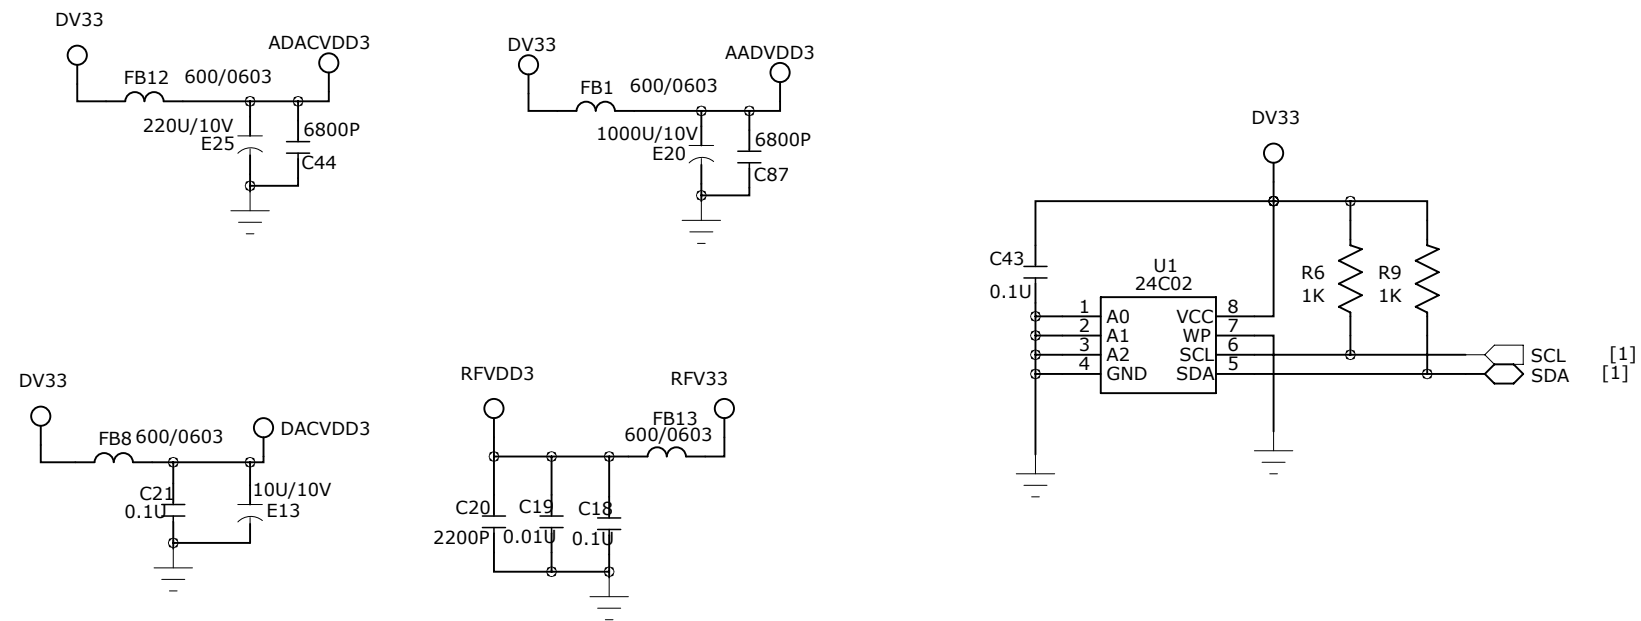 DV33
ADACVDD3
FB12
600/0603
220U/10V
E25
6800P
C44
DV33
AADVDD3
FB1
600/0603
1000U/10V
E20
6800P
C87
DV33
C43
0.1U
U1
24C02
R6
1K
R9
1K
1 A0
2 A1
3 A2
4 GND
VCC 8
WP 7
SCL 6
SDA 5
SCL [1]
SDA [1]
DV33
FB8 600/0603
DACVDD3
C21
0.1U
10U/10V
E13
RFVDD3
RFV33
FB13
600/0603
C20
2200P
C19
0.01U
C18
0.1U